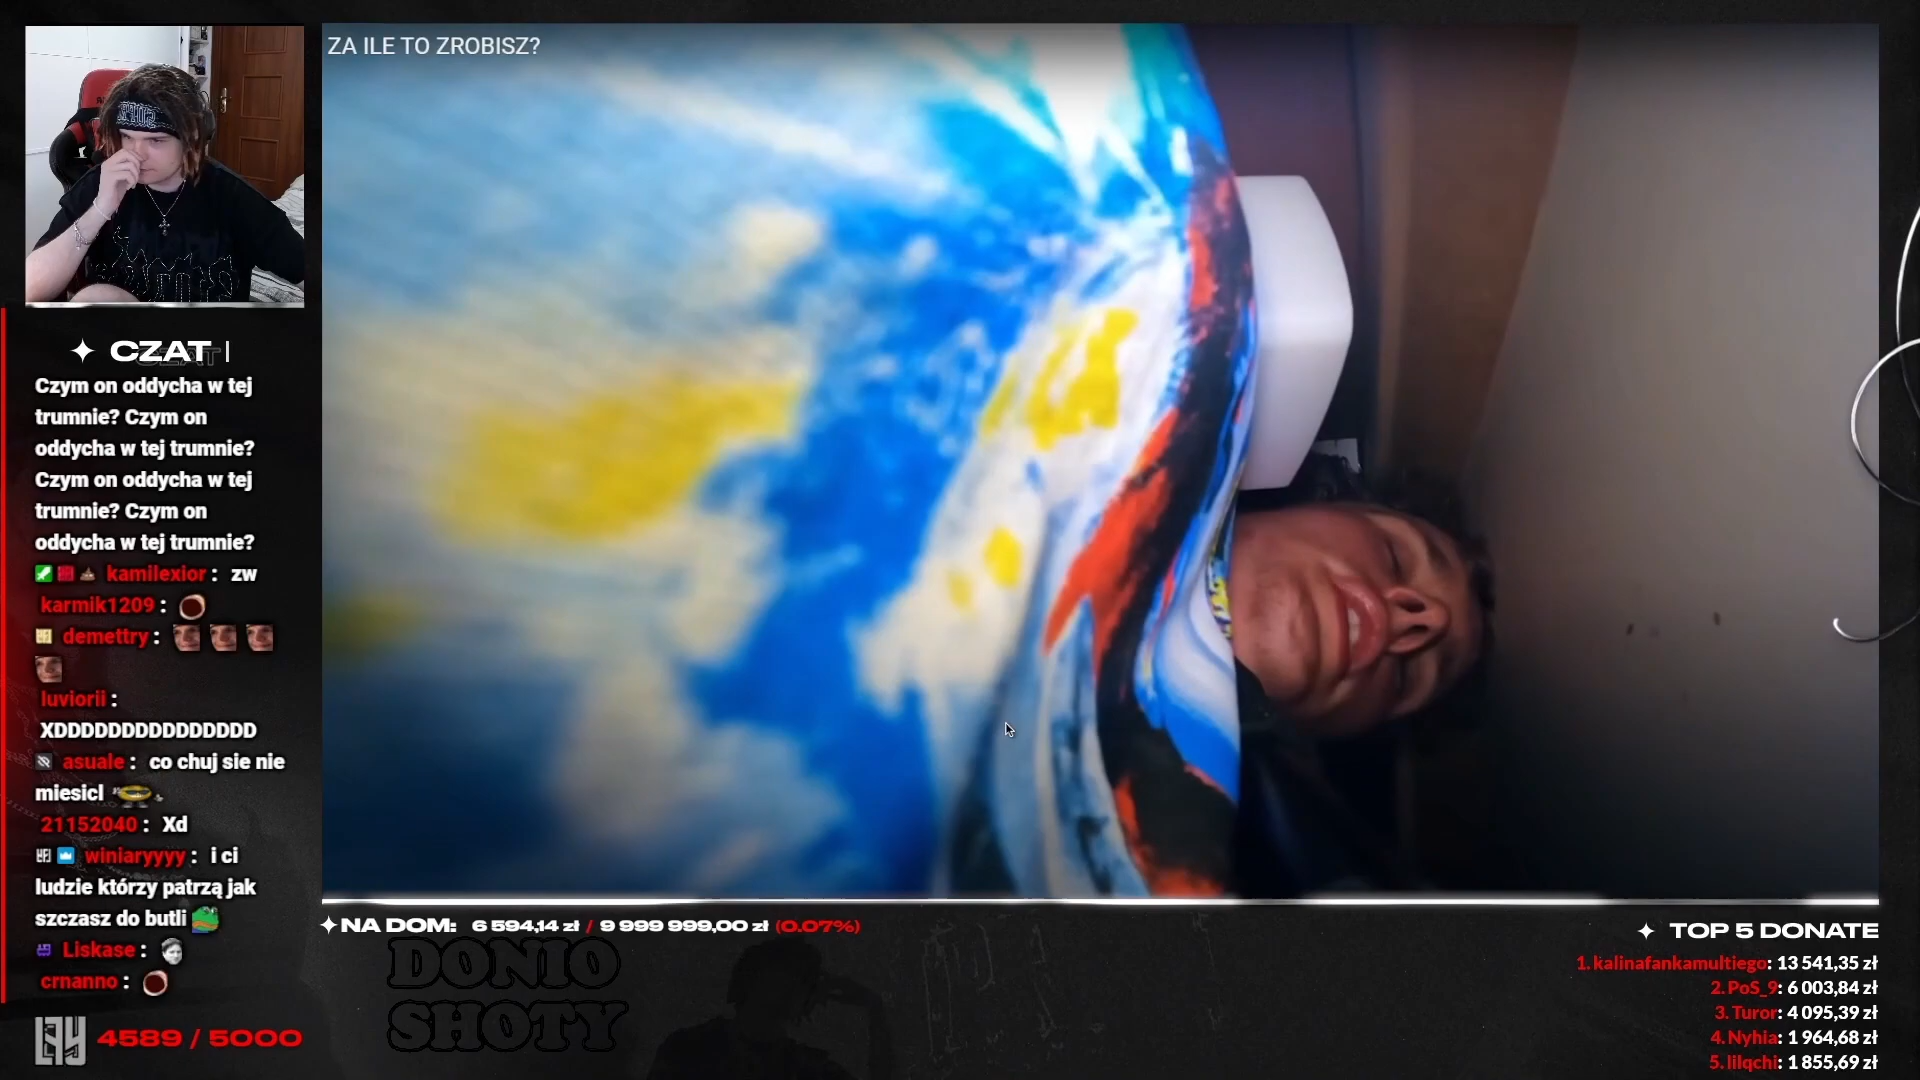 ZA ILE TO ZROBISZ?
CZAT
Czym on oddycha w tej
trumnie? Czym on
oddycha w tej trumnie?
Czym on oddycha w tej
trumnie? Czym on
oddycha w tej trumnie?
kamilexior : zw
karmik1209 :
demettry :
luviorii :
XDDDDDDDDDDDDDDD
asuale : co chuj sie nie
miesicl
21152040 : Xd
winiaryyyy : i ci
ludzie którzy patrzą jak
szczasz do butli
Liskase :
crnanno :
4589 / 5000
NA DOM: 6 594,14 zł / 9 999 999,00 zł (0.07%)
DONIO
SHOTY
TOP 5 DONATE
1. kalinafankamultiego: 13 541,35 zł
2. PoS_9: 6 003,84 zł
3. Turor: 4 095,39 zł
4. Nyhia: 1 964,68 zł
5. lilqchi: 1 855,69 zł